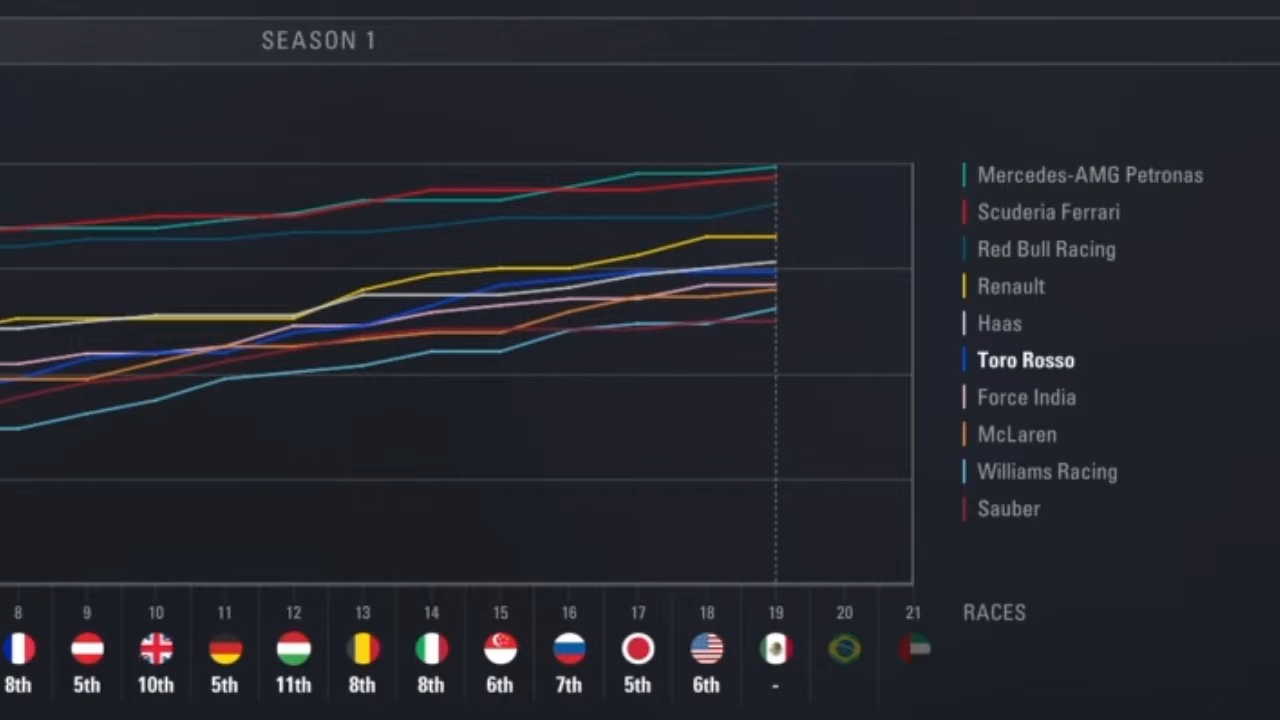 SEASON 1
Mercedes-AMG Petronas
Scuderia Ferrari
Red Bull Racing
Renault
Haas
Toro Rosso
Force India
McLaren
Williams Racing
Sauber
8 9 10 11 12 13 14 15 16 17 18 19 20 21 RACES
8th 5th 10th 5th 11th 8th 8th 6th 7th 5th 6th -